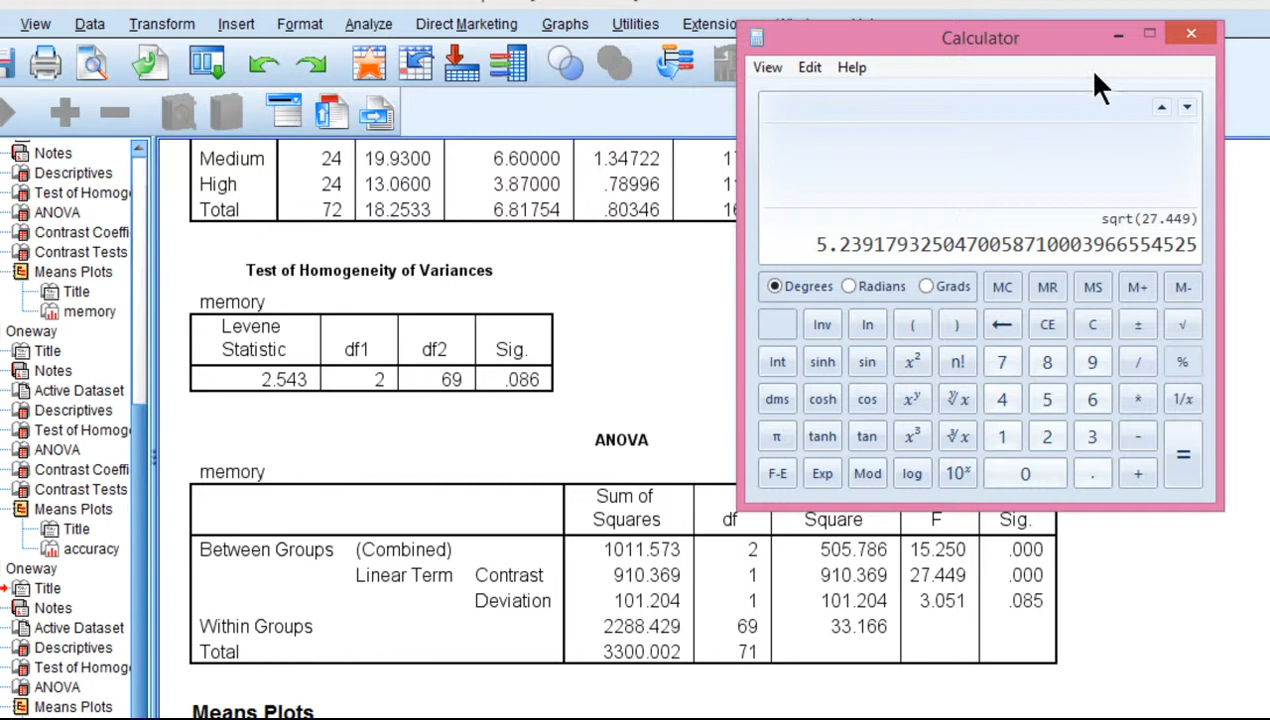 View Data Transform Insert Format Analyze Direct Marketing Graphs Utilities
Calculator
View Edit Help
sqrt(27.449)
5.2391793250470058710003966554525
Degrees Radians Grads MC MR MS M+ M-
Inv ln ( ) ← CE C ± √
Int sinh sin x² n! 7 8 9 / %
dms cosh cos xʸ ʸ√x 4 5 6 * 1/x
π tanh tan x³ ³√x 1 2 3 - =
F-E Exp Mod log 10ˣ 0 . +
Notes
Descriptives
Test of Homog
ANOVA
Contrast Coeffi
Contrast Tests
Means Plots
Title
memory
Oneway
Title
Notes
Active Dataset
Descriptives
Test of Homog
ANOVA
Contrast Coeffi
Contrast Tests
Means Plots
Title
accuracy
Oneway
Title
Notes
Active Dataset
Descriptives
Test of Homog
ANOVA
Means Plots
Medium 24 19.9300 6.60000 1.34722
High 24 13.0600 3.87000 .78996
Total 72 18.2533 6.81754 .80346
Test of Homogeneity of Variances
memory
Levene
Statistic df1 df2 Sig.
2.543 2 69 .086
ANOVA
memory
Sum of
Squares df Square F Sig.
Between Groups (Combined) 1011.573 2 505.786 15.250 .000
Linear Term Contrast 910.369 1 910.369 27.449 .000
Deviation 101.204 1 101.204 3.051 .085
Within Groups 2288.429 69 33.166
Total 3300.002 71
Means Plots